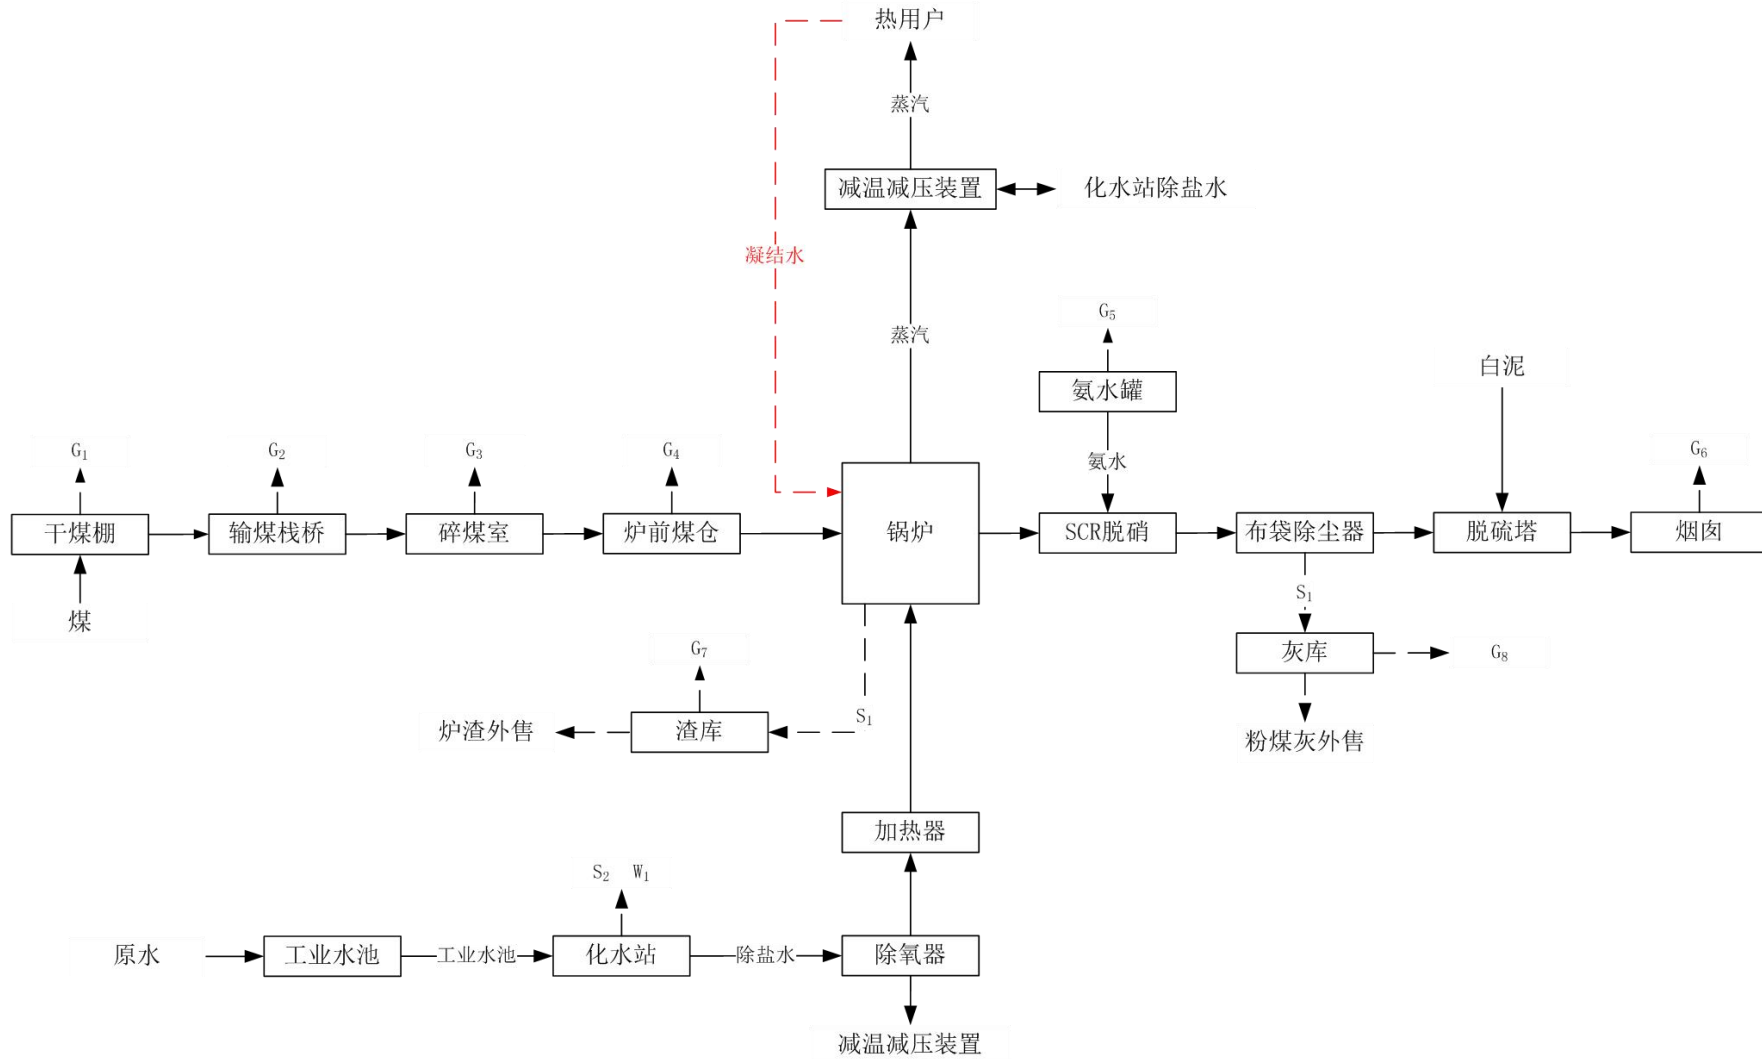 热用户
蒸汽
减温减压装置
化水站除盐水
凝结水
蒸汽
G₅
氨水罐
白泥
G₁
G₂
G₃
G₄
氨水
G₆
干煤棚
输煤栈桥
碎煤室
炉前煤仓
锅炉
SCR脱硝
布袋除尘器
脱硫塔
烟囱
煤
S₁
G₇
灰库
G₈
炉渣外售
渣库
S₁
粉煤灰外售
加热器
S₂ W₁
原水
工业水池
工业水池
化水站
除盐水
除氧器
减温减压装置